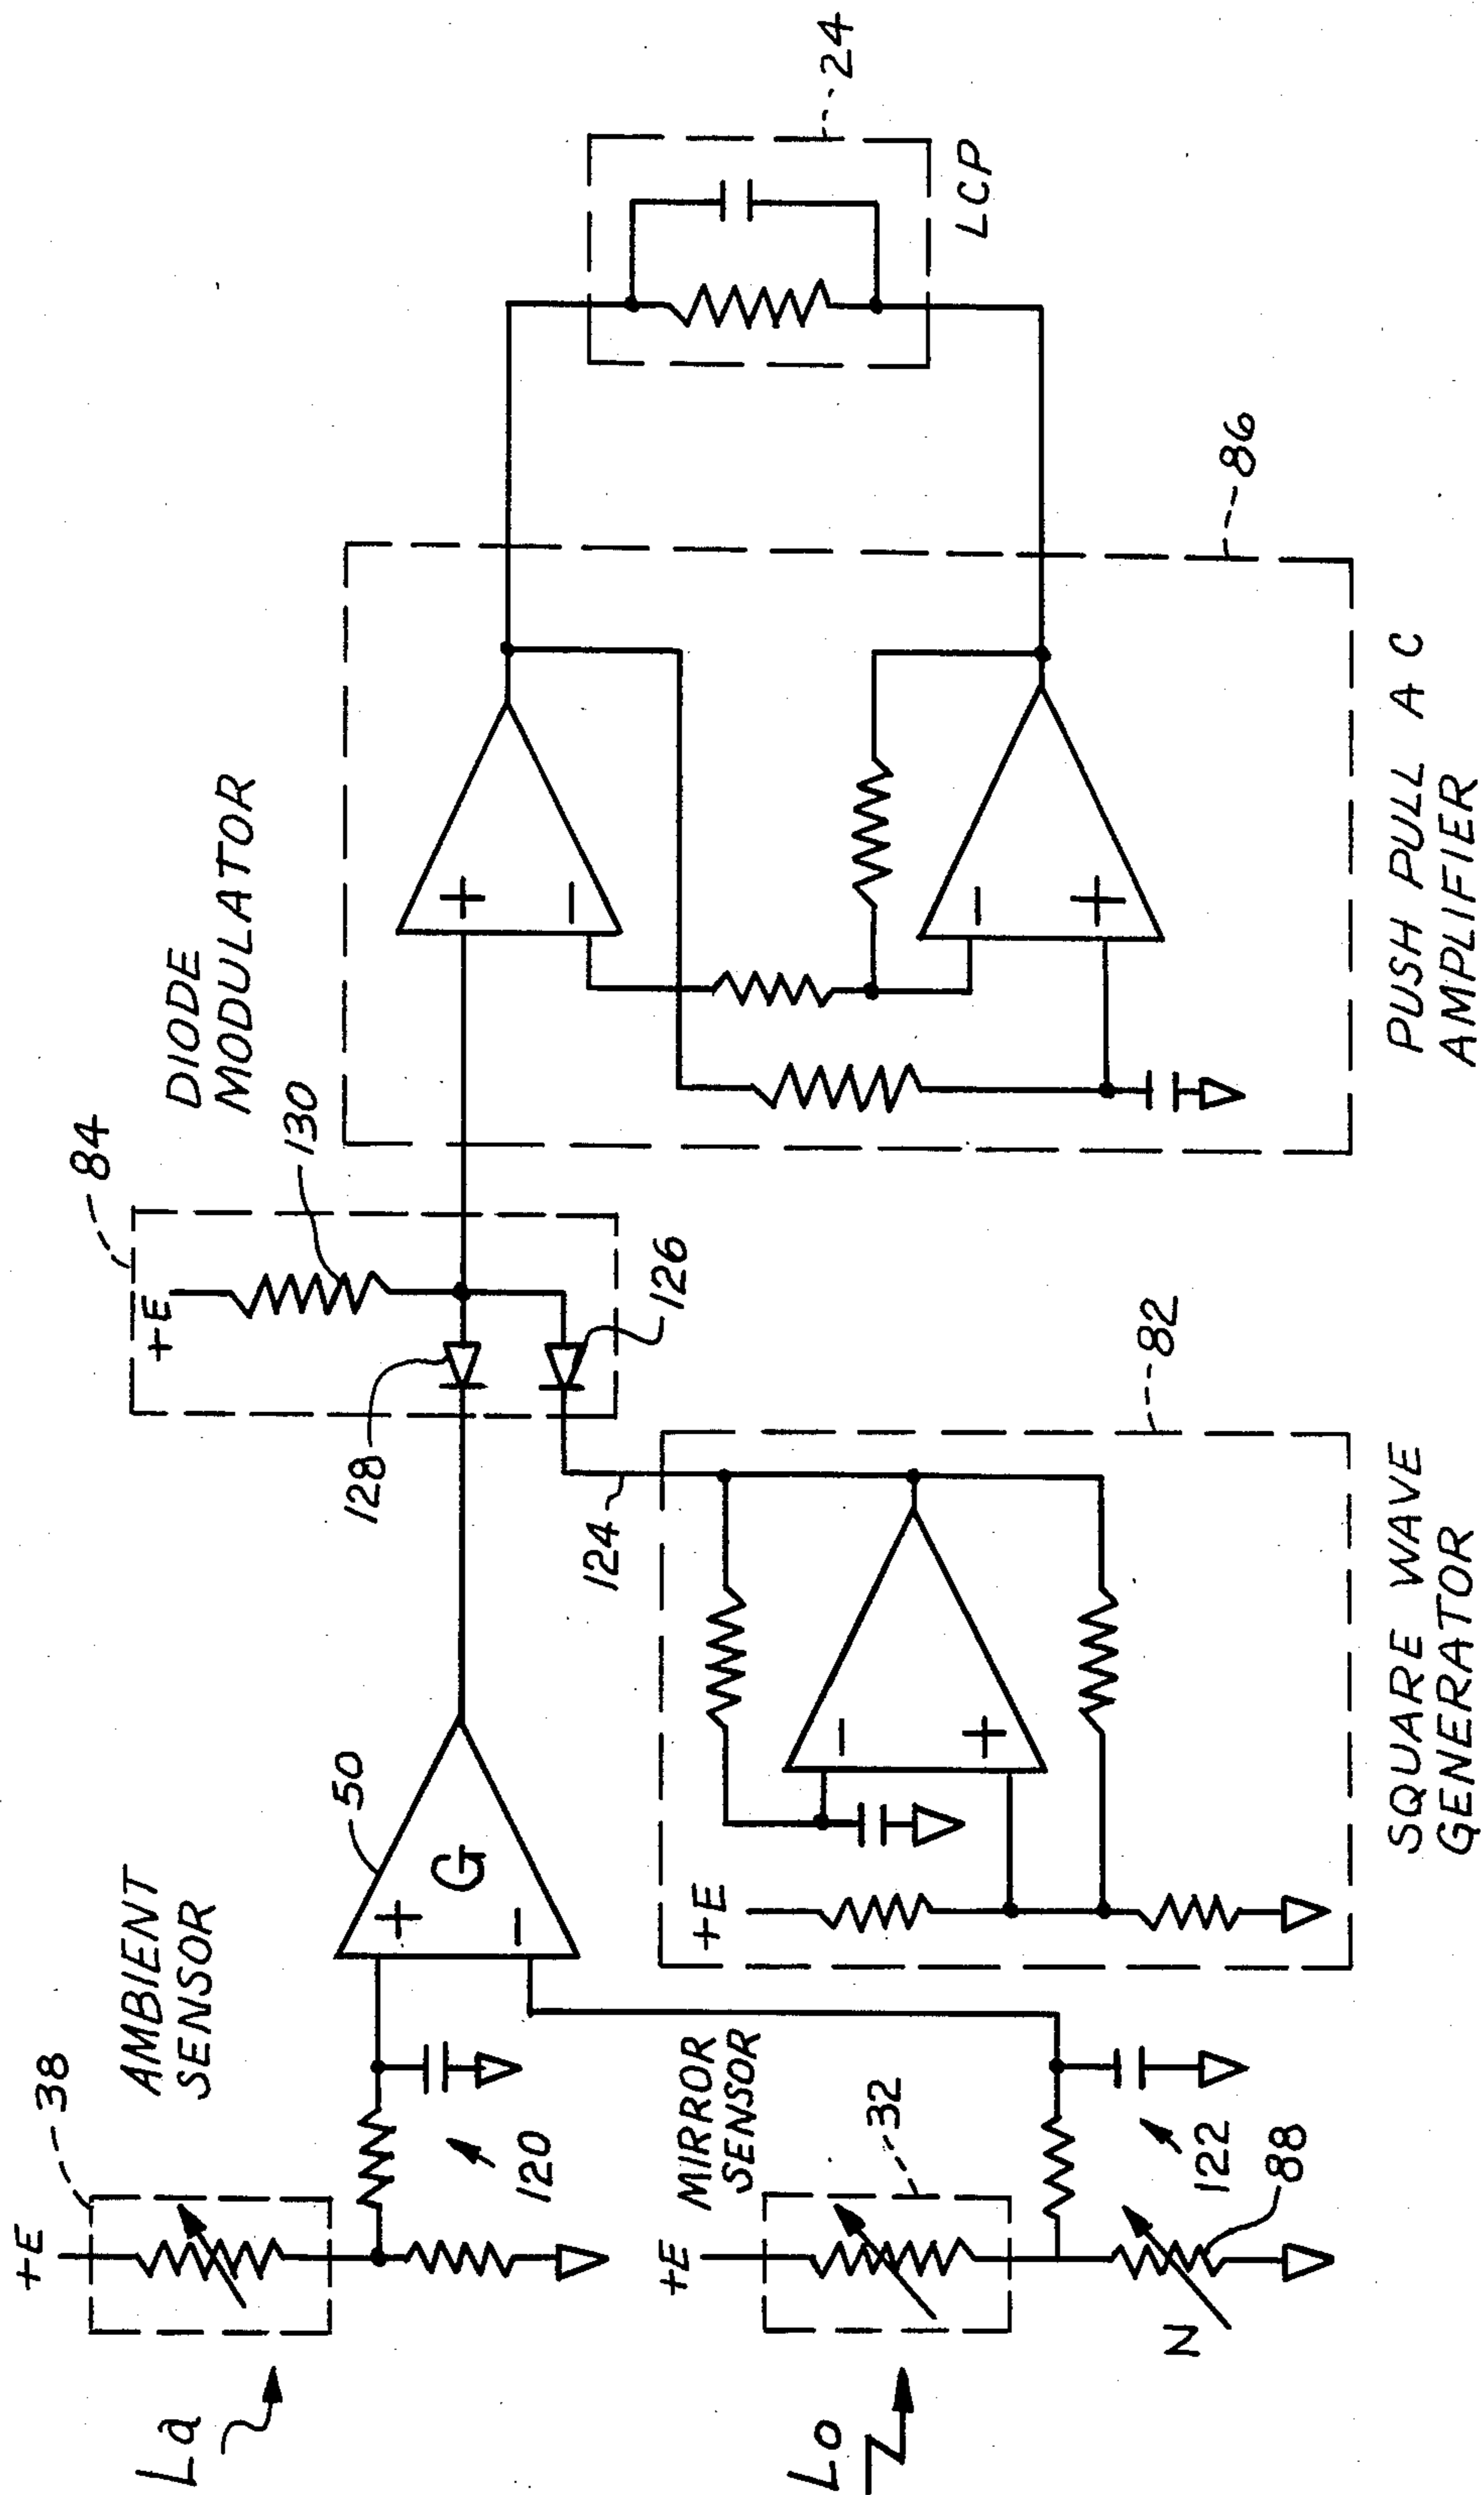 La
+E
38
AMBIENT
SENSOR
120
50
+
G
−
128
+E
84
130
DIODE
MODULATOR
126
124
+
−
−
+
24
LCP
86
PUSH PULL AC
AMPLIFIER
Lo
+E
MIRROR
SENSOR
32
N
122
88
+E
−
+
82
SQUARE WAVE
GENERATOR